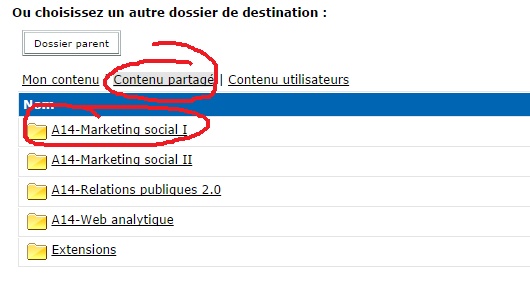 Ou choisissez un autre dossier de destination :
Dossier parent
Mon contenu Contenu partagé | Contenu utilisateurs
Nom
A14-Marketing social I
A14-Marketing social II
A14-Relations publiques 2.0
A14-Web analytique
Extensions